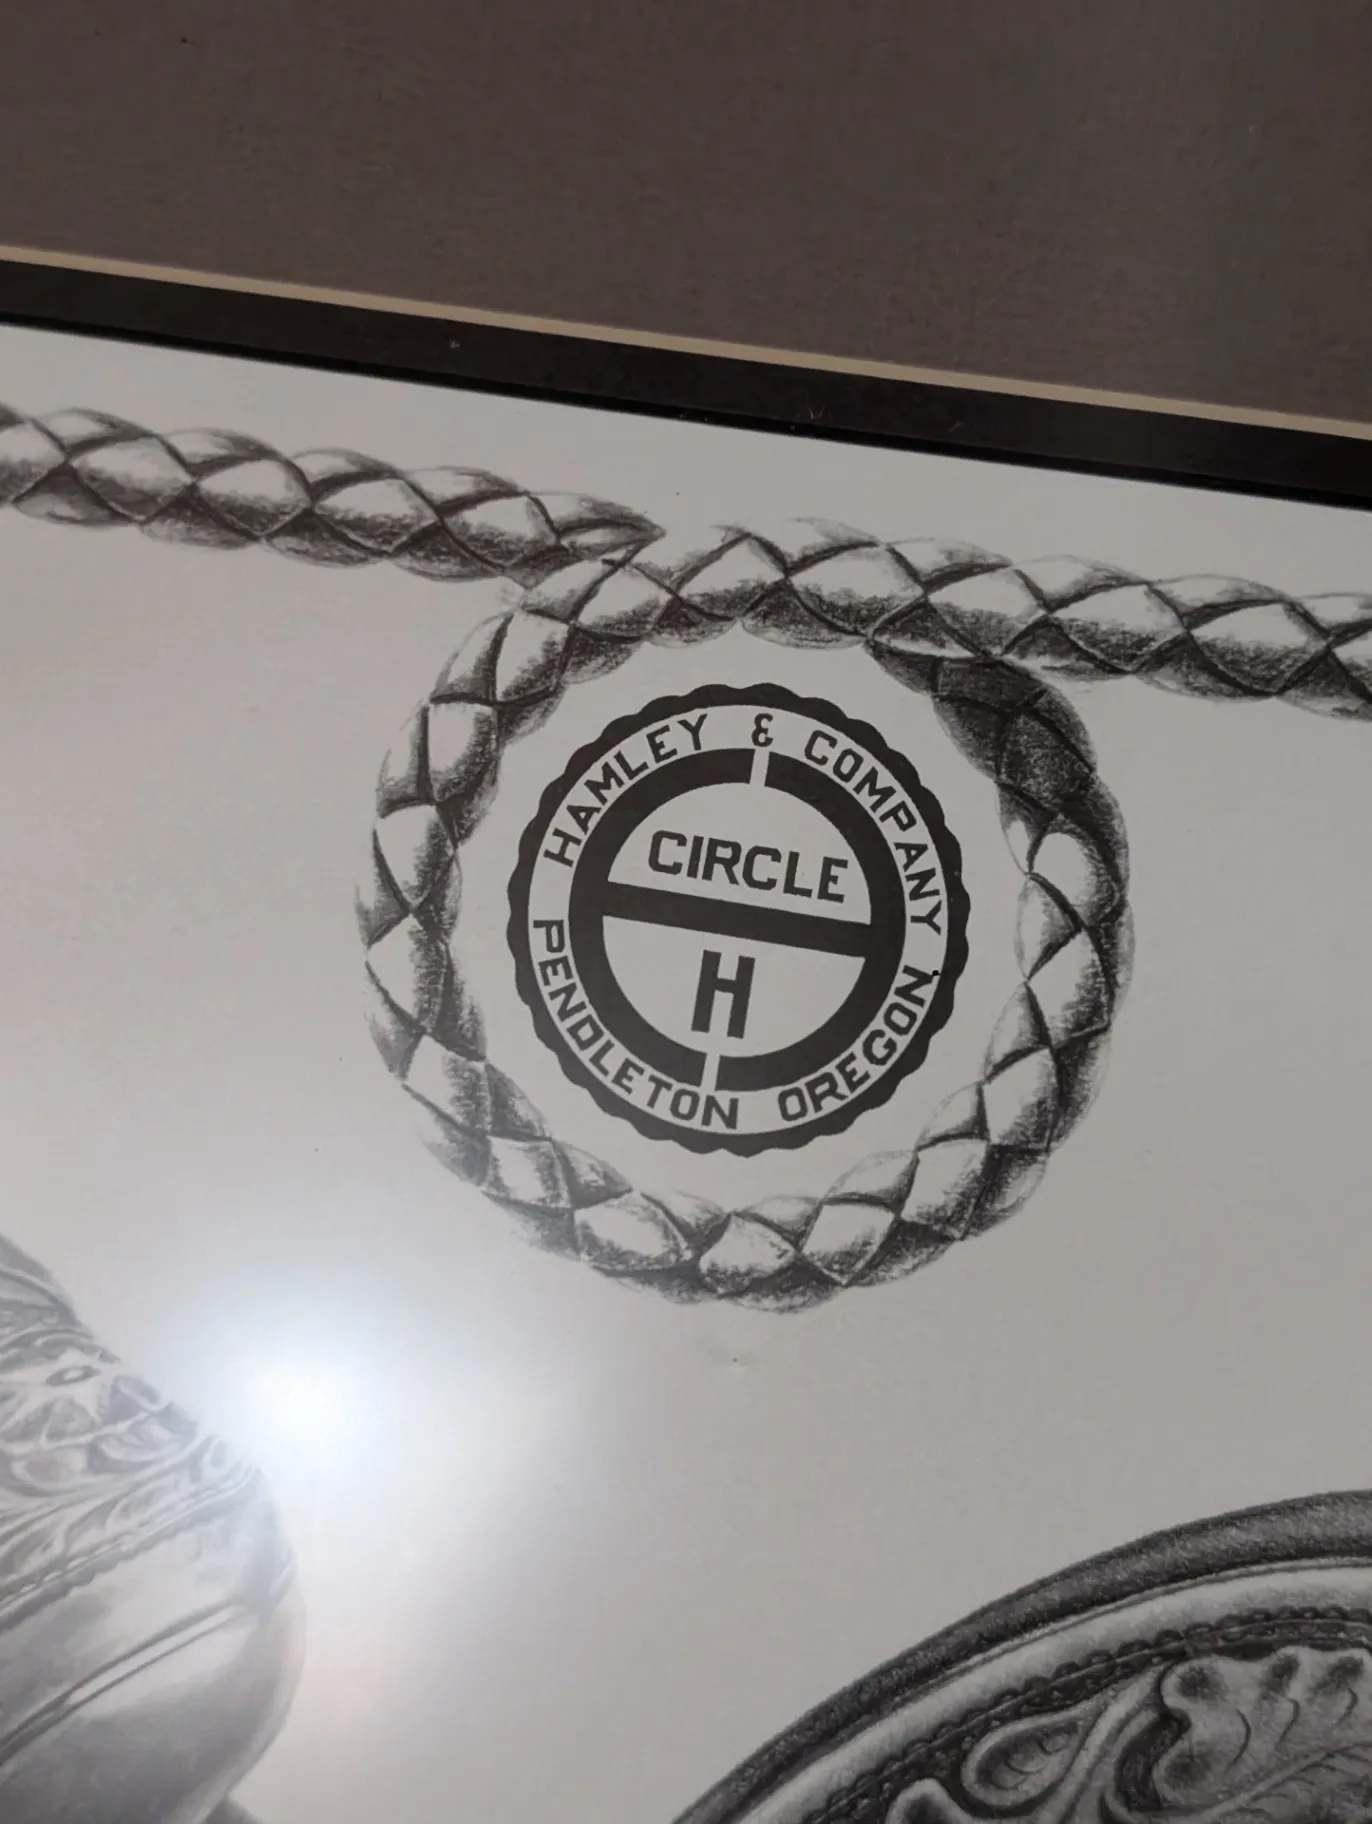 HAMLEY & COMPANY
CIRCLE
H
PENDLETON OREGON